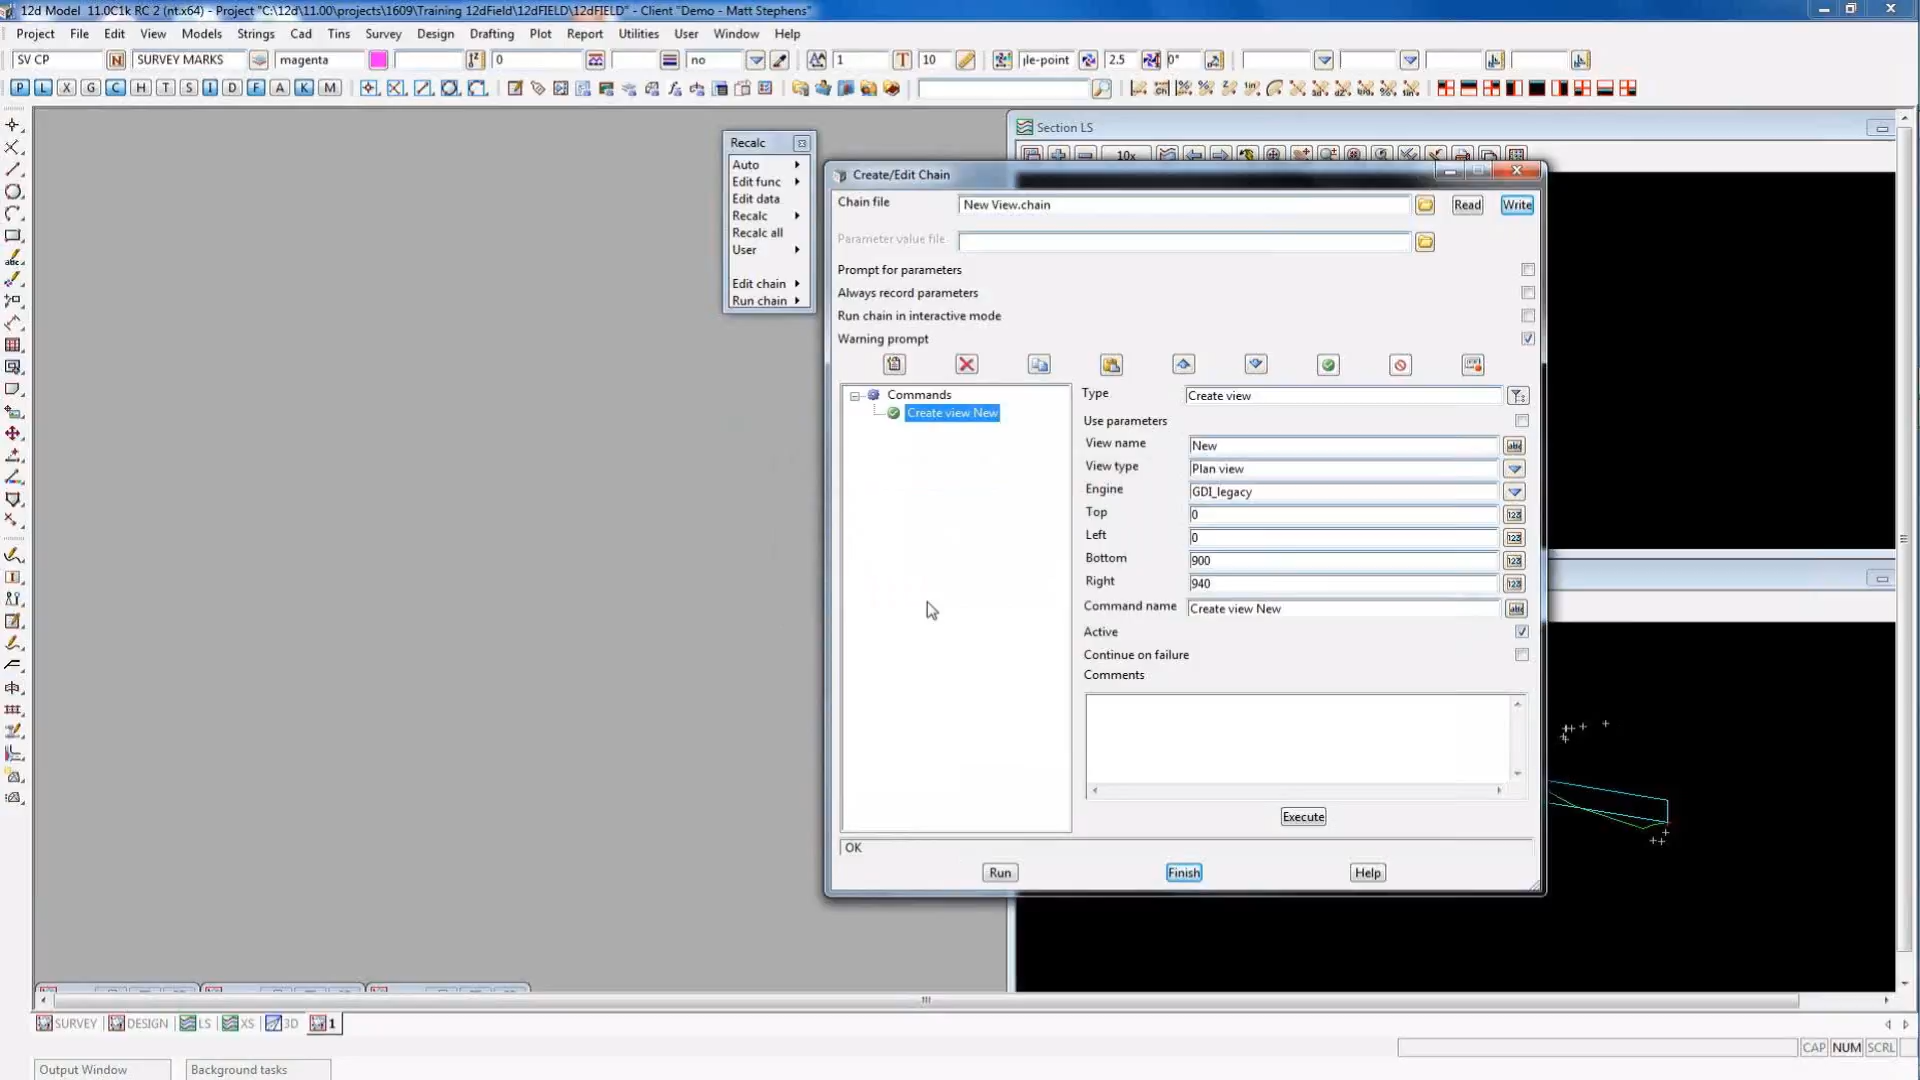 12d Model 11.0C1k RC 2 (nt.x64) - Project "C:\12d\11.00\projects\1609\Training 12dField\12dFIELD\12dFIELD" - Client "Demo - Matt Stephens"
Project File Edit View Models Strings Cad Tins Survey Design Drafting Plot Report Utilities User Window Help
SV CP SURVEY MARKS magenta 0 no 1 10 2.5 0°
P L X G C H T S I D F A K M
Section LS
10x
Recalc
Auto
Edit func
Edit data
Recalc
Recalc all
User
Edit chain
Run chain
Create/Edit Chain
Chain file New View.chain Read Write
Parameter value file
Prompt for parameters
Always record parameters
Run chain in interactive mode
Warning prompt
Commands
Create view New
Type Create view
Use parameters
View name New
View type Plan view
Engine GDI_legacy
Top 0
Left 0
Bottom 900
Right 940
Command name Create view New
Active
Continue on failure
Comments
Execute
OK
Run Finish Help
SURVEY DESIGN LS XS 3D 1
CAP NUM SCRL
Output Window Background tasks